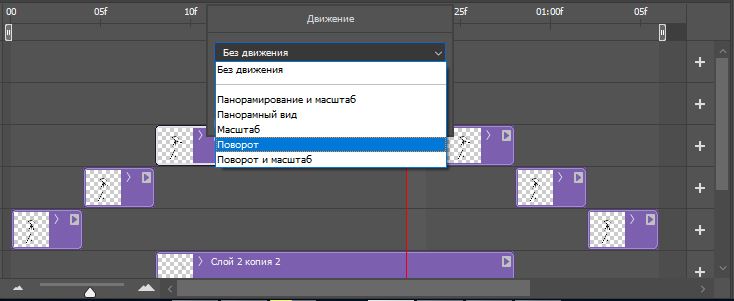 00 05f 10f 25f 01:00f 05f
Движение
Без движения
Без движения
Панорамирование и масштаб
Панорамный вид
Масштаб
Поворот
Поворот и масштаб
Слой 2 копия 2